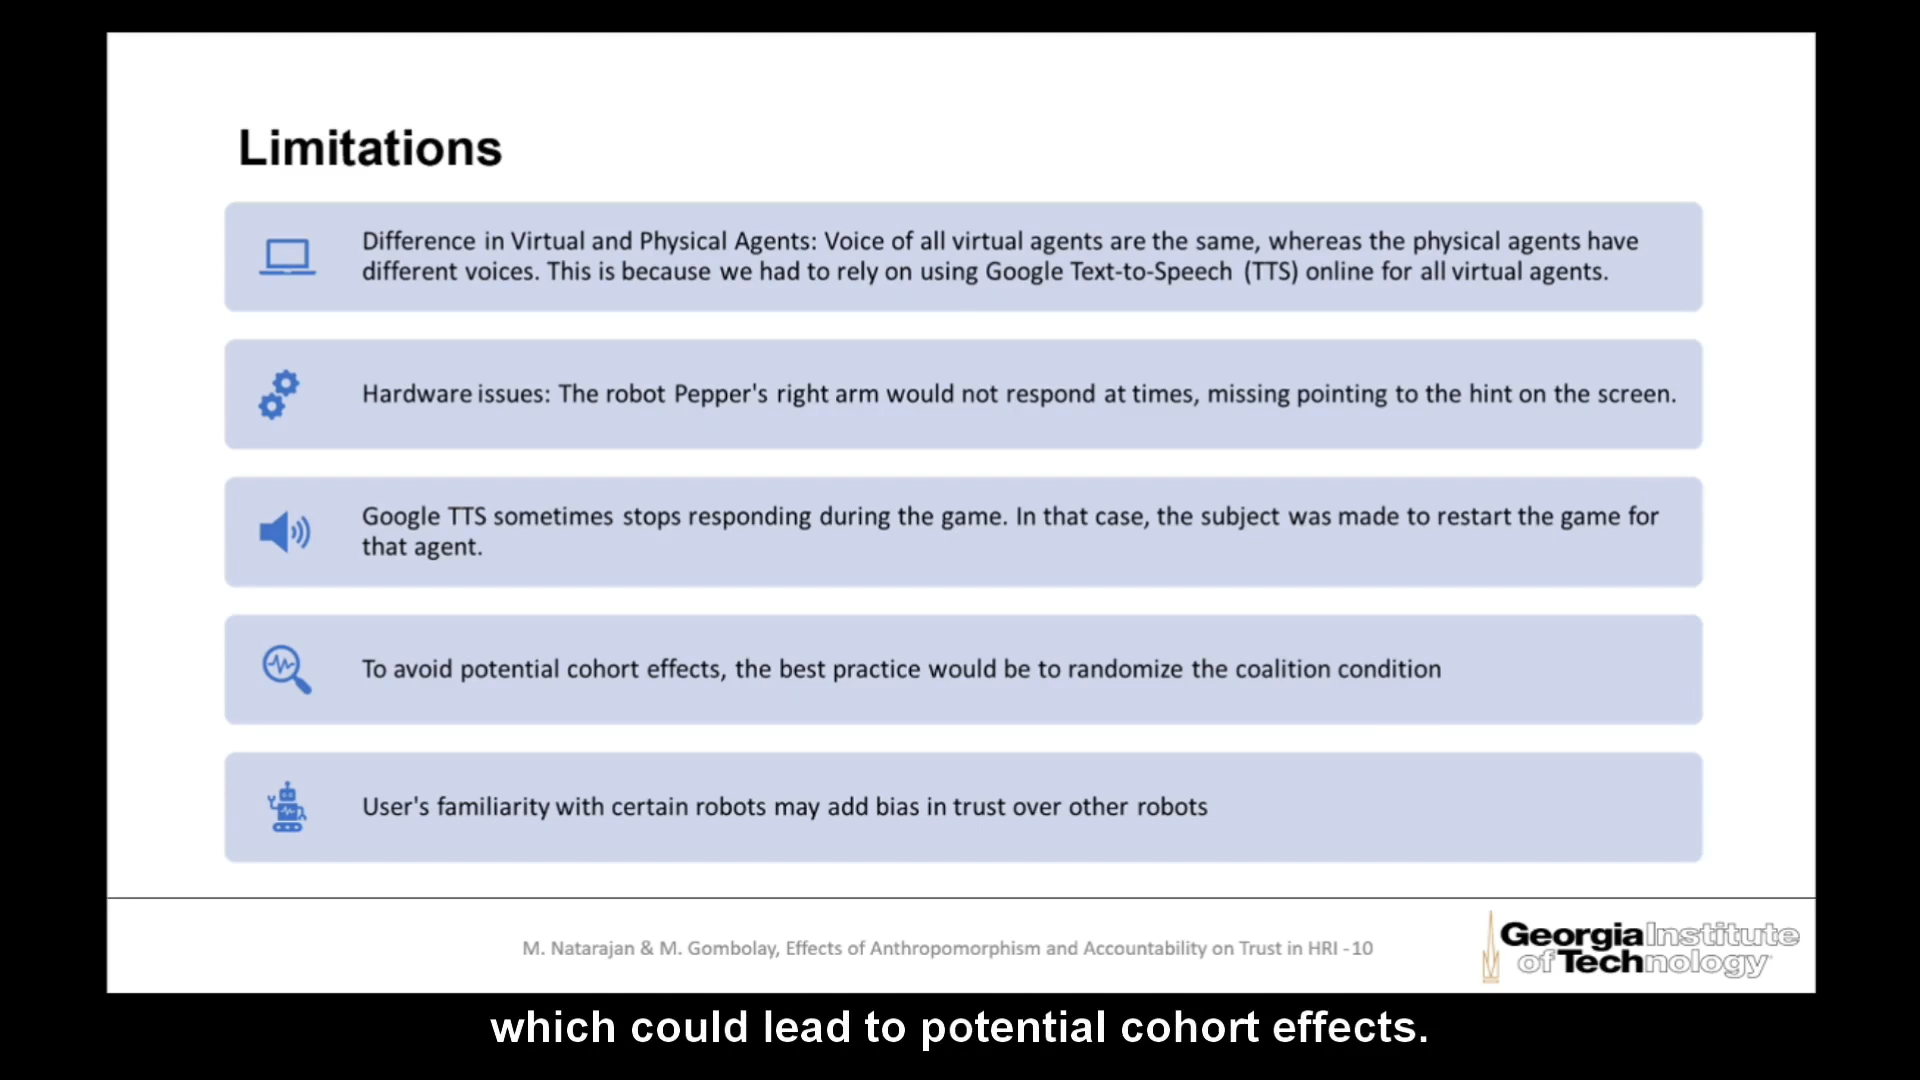 Limitations
Difference in Virtual and Physical Agents: Voice of all virtual agents are the same, whereas the physical agents have
different voices. This is because we had to rely on using Google Text-to-Speech (TTS) online for all virtual agents.
Hardware issues: The robot Pepper's right arm would not respond at times, missing pointing to the hint on the screen.
Google TTS sometimes stops responding during the game. In that case, the subject was made to restart the game for
that agent.
To avoid potential cohort effects, the best practice would be to randomize the coalition condition
User's familiarity with certain robots may add bias in trust over other robots
M. Natarajan & M. Gombolay, Effects of Anthropomorphism and Accountability on Trust in HRI -10
Georgia Institute
of Technology
which could lead to potential cohort effects.